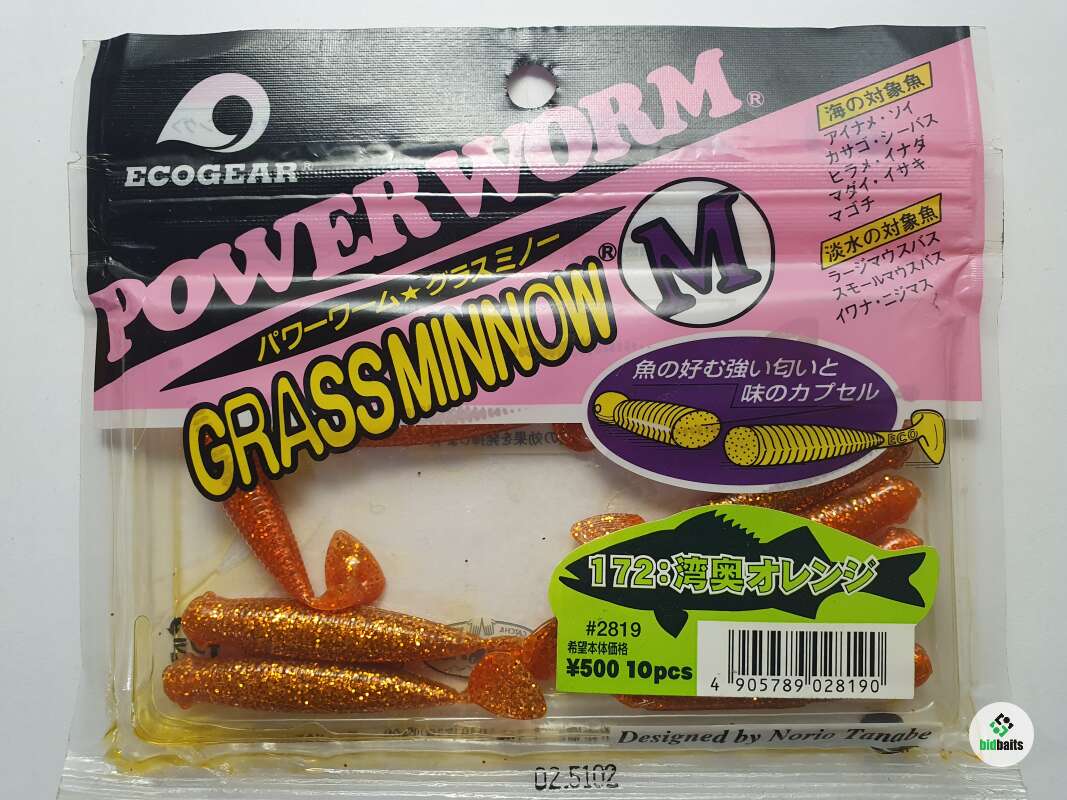 ECOGEAR®
POWER WORM®
パワーワーム★グラスミノー
GRASSMINNOW®
M
海の対象魚
アイナメ・ソイ
カサゴ・シーバス
ヒラメ・イナダ
マダイ・イサキ
マゴチ
淡水の対象魚
ラージマウスバス
スモールマウスバス
イワナ・ニジマス
魚の好む強い匂いと
味のカプセル
ECO
172:湾奥オレンジ
#2819
希望本体価格
¥500 10pcs
4 905789 028190
Designed by Norio Tanabe
02.5102
bidbaits